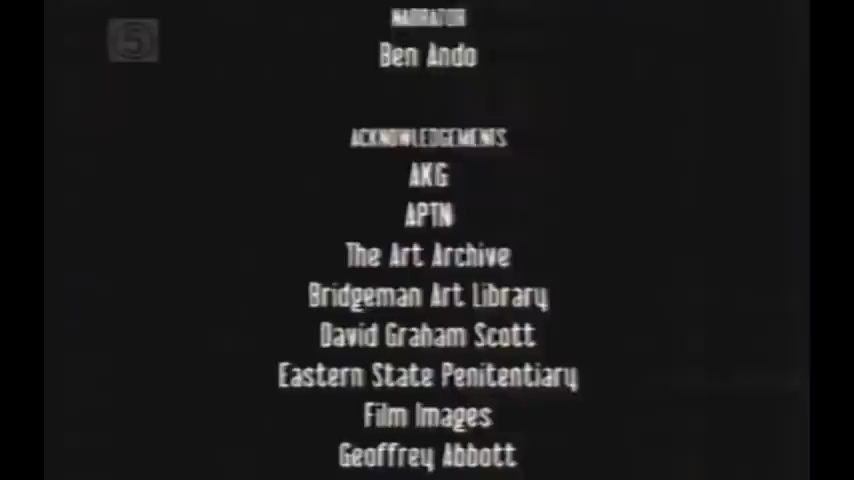 5
NARRATOR
Ben Ando
ACKNOWLEDGEMENTS
AKG
APTN
The Art Archive
Bridgeman Art Library
David Graham Scott
Eastern State Penitentiary
Film Images
Geoffrey Abbott